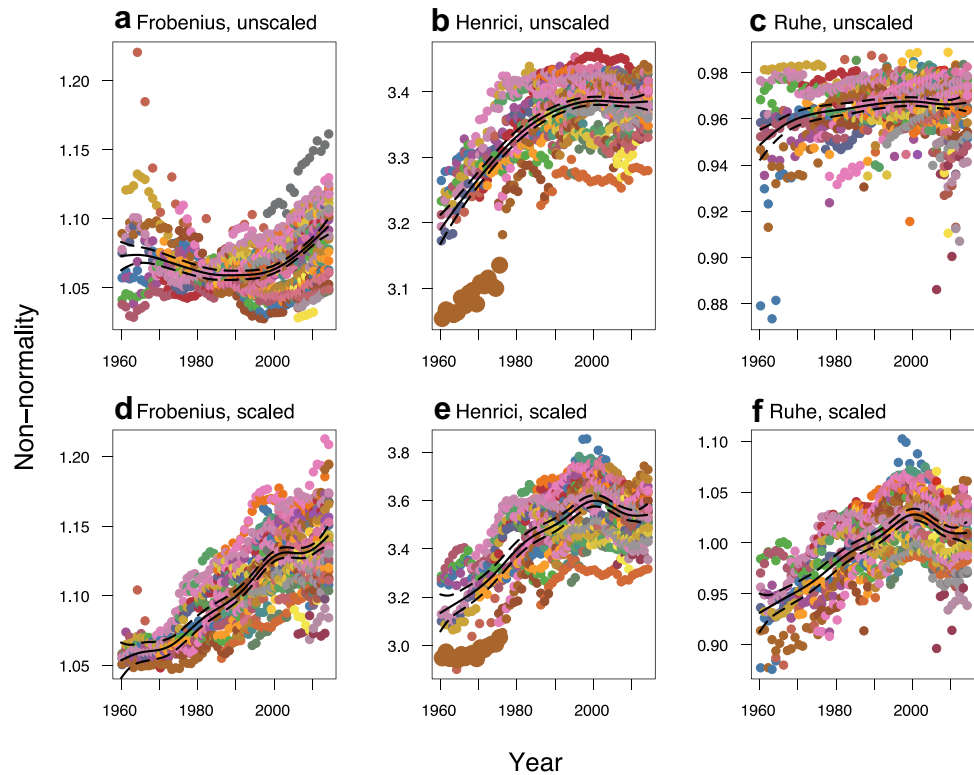 a Frobenius, unscaled
b Henrici, unscaled
c Ruhe, unscaled
1.20
1.15
1.10
1.05
1960 1980 2000
3.4
3.3
3.2
3.1
1960 1980 2000
0.98
0.96
0.94
0.92
0.90
0.88
1960 1980 2000
Non−normality
d Frobenius, scaled
e Henrici, scaled
f Ruhe, scaled
1.20
1.15
1.10
1.05
1960 1980 2000
3.8
3.6
3.4
3.2
3.0
1960 1980 2000
1.10
1.05
1.00
0.95
0.90
1960 1980 2000
Year